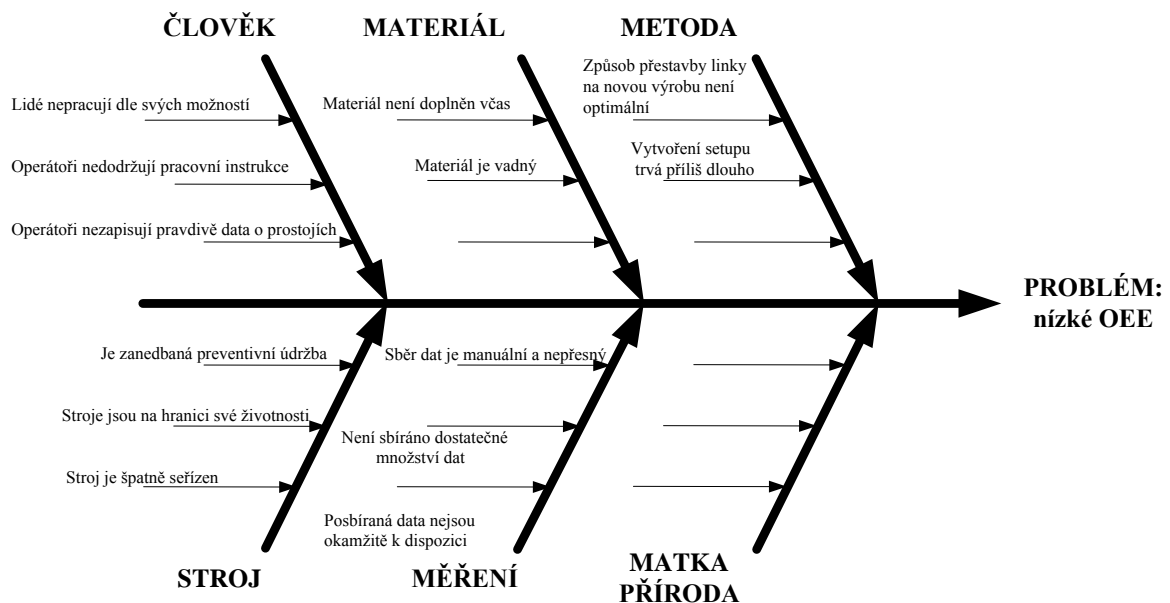 ČLOVĚK
MATERIÁL
METODA
Lidé nepracují dle svých možností
Operátoři nedodržují pracovní instrukce
Operátoři nezapisují pravdivě data o prostojích
Materiál není doplněn včas
Materiál je vadný
Způsob přestavby linky
na novou výrobu není
optimální
Vytvoření setupu
trvá příliš dlouho
PROBLÉM:
nízké OEE
Je zanedbaná preventivní údržba
Stroje jsou na hranici své životnosti
Stroj je špatně seřízen
Sběr dat je manuální a nepřesný
Není sbíráno dostatečné
množství dat
Posbíraná data nejsou
okamžitě k dispozici
STROJ
MĚŘENÍ
MATKA
PŘÍRODA